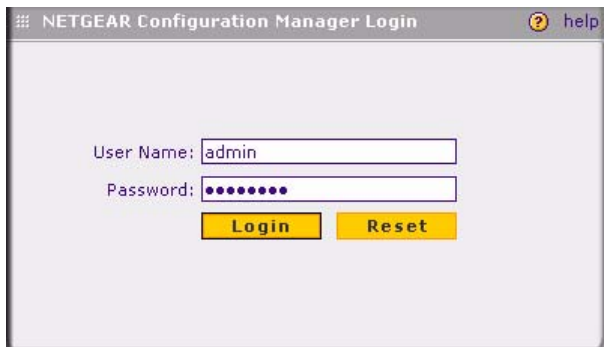 NETGEAR Configuration Manager Login ? help
User Name: admin
Password: ●●●●●●●●
Login Reset